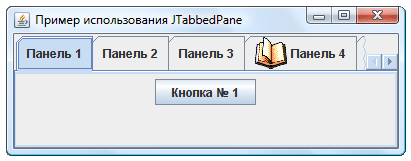 Пример использования JTabbedPane
Панель 1 Панель 2 Панель 3 Панель 4
Кнопка № 1